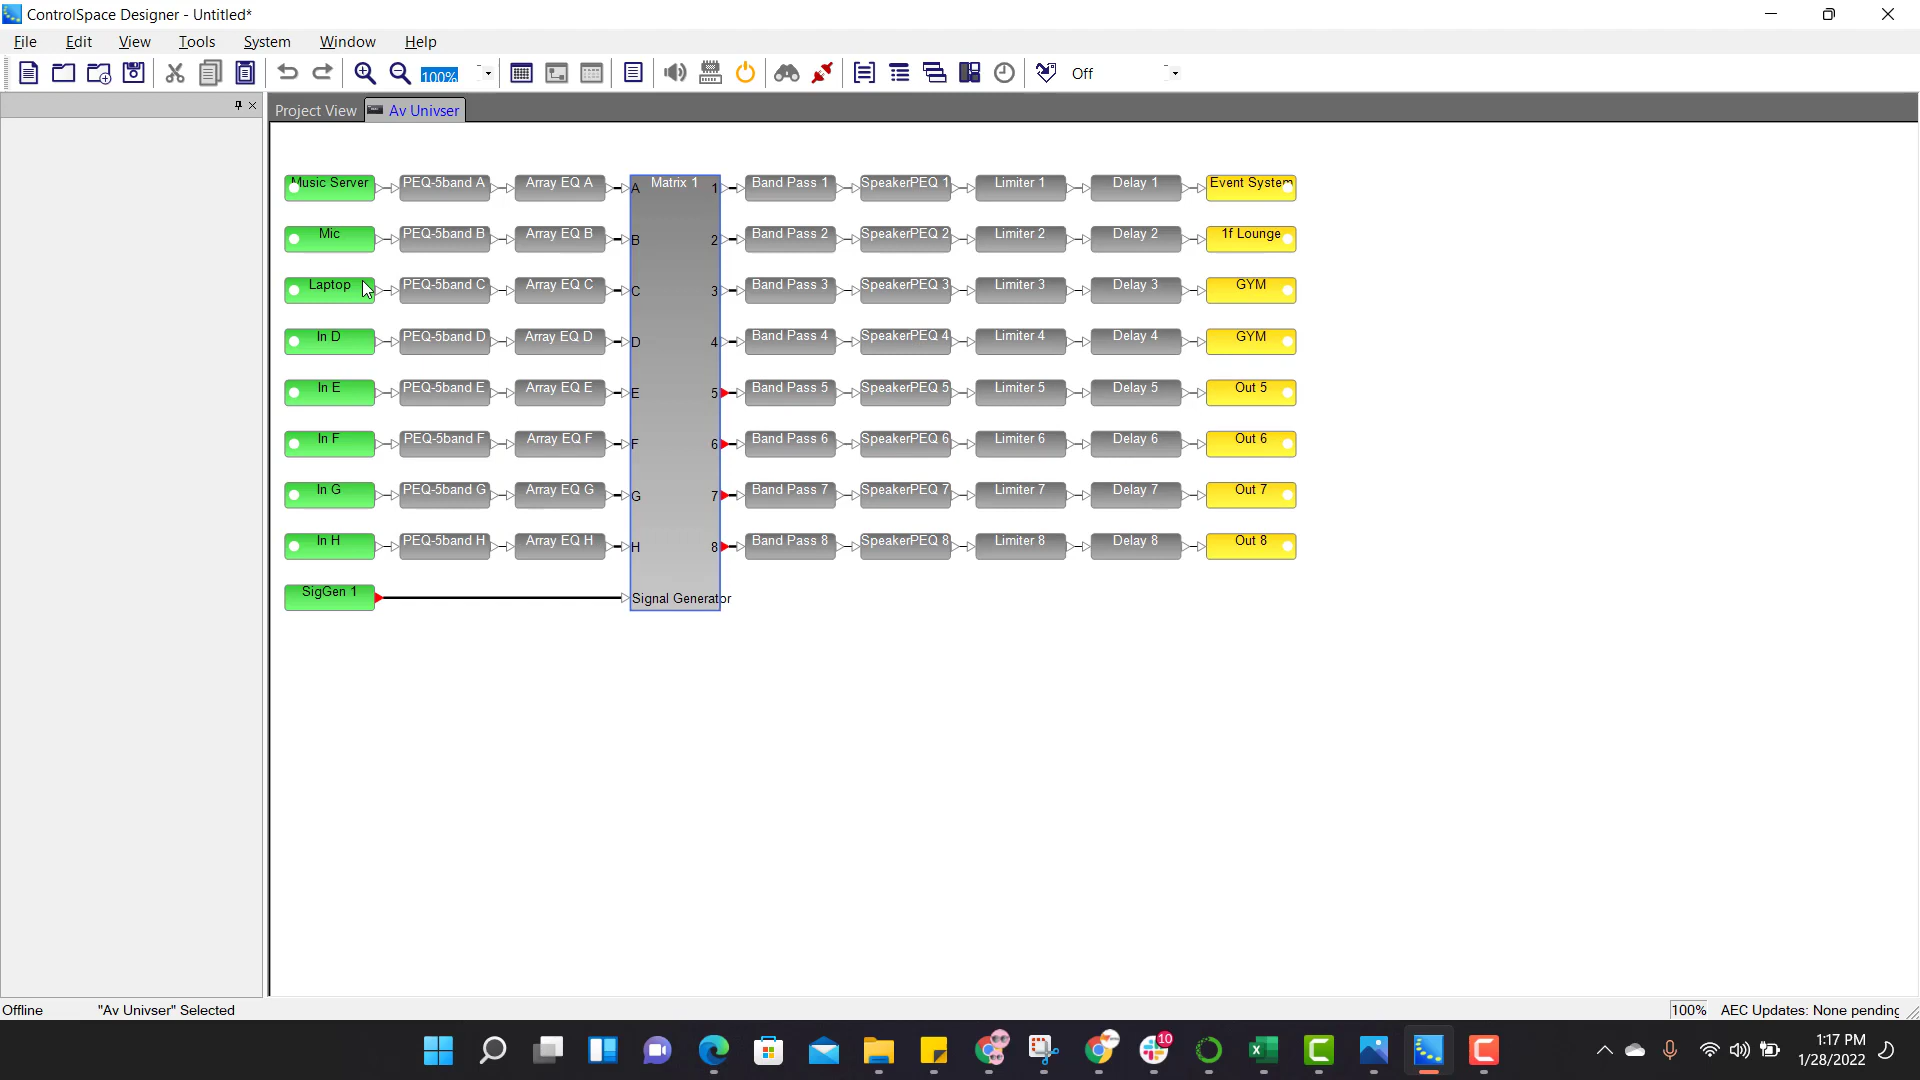 ControlSpace Designer - Untitled*
File Edit View Tools System Window Help
100% Off
Project View Av Univser
Music Server PEQ-5band A Array EQ A A Matrix 1 1 Band Pass 1 SpeakerPEQ 1 Limiter 1 Delay 1 Event System
Mic PEQ-5band B Array EQ B B 2 Band Pass 2 SpeakerPEQ 2 Limiter 2 Delay 2 1f Lounge
Laptop PEQ-5band C Array EQ C C 3 Band Pass 3 SpeakerPEQ 3 Limiter 3 Delay 3 GYM
In D PEQ-5band D Array EQ D D 4 Band Pass 4 SpeakerPEQ 4 Limiter 4 Delay 4 GYM
In E PEQ-5band E Array EQ E E 5 Band Pass 5 SpeakerPEQ 5 Limiter 5 Delay 5 Out 5
In F PEQ-5band F Array EQ F F 6 Band Pass 6 SpeakerPEQ 6 Limiter 6 Delay 6 Out 6
In G PEQ-5band G Array EQ G G 7 Band Pass 7 SpeakerPEQ 7 Limiter 7 Delay 7 Out 7
In H PEQ-5band H Array EQ H H 8 Band Pass 8 SpeakerPEQ 8 Limiter 8 Delay 8 Out 8
SigGen 1 Signal Generator
Offline "Av Univser" Selected 100% AEC Updates: None pending
10
1:17 PM
1/28/2022